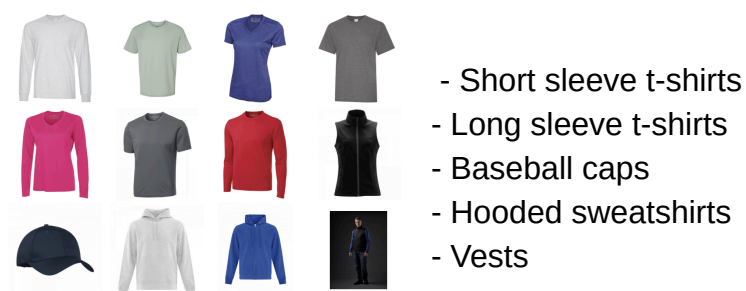 - Short sleeve t-shirts
- Long sleeve t-shirts
- Baseball caps
- Hooded sweatshirts
- Vests